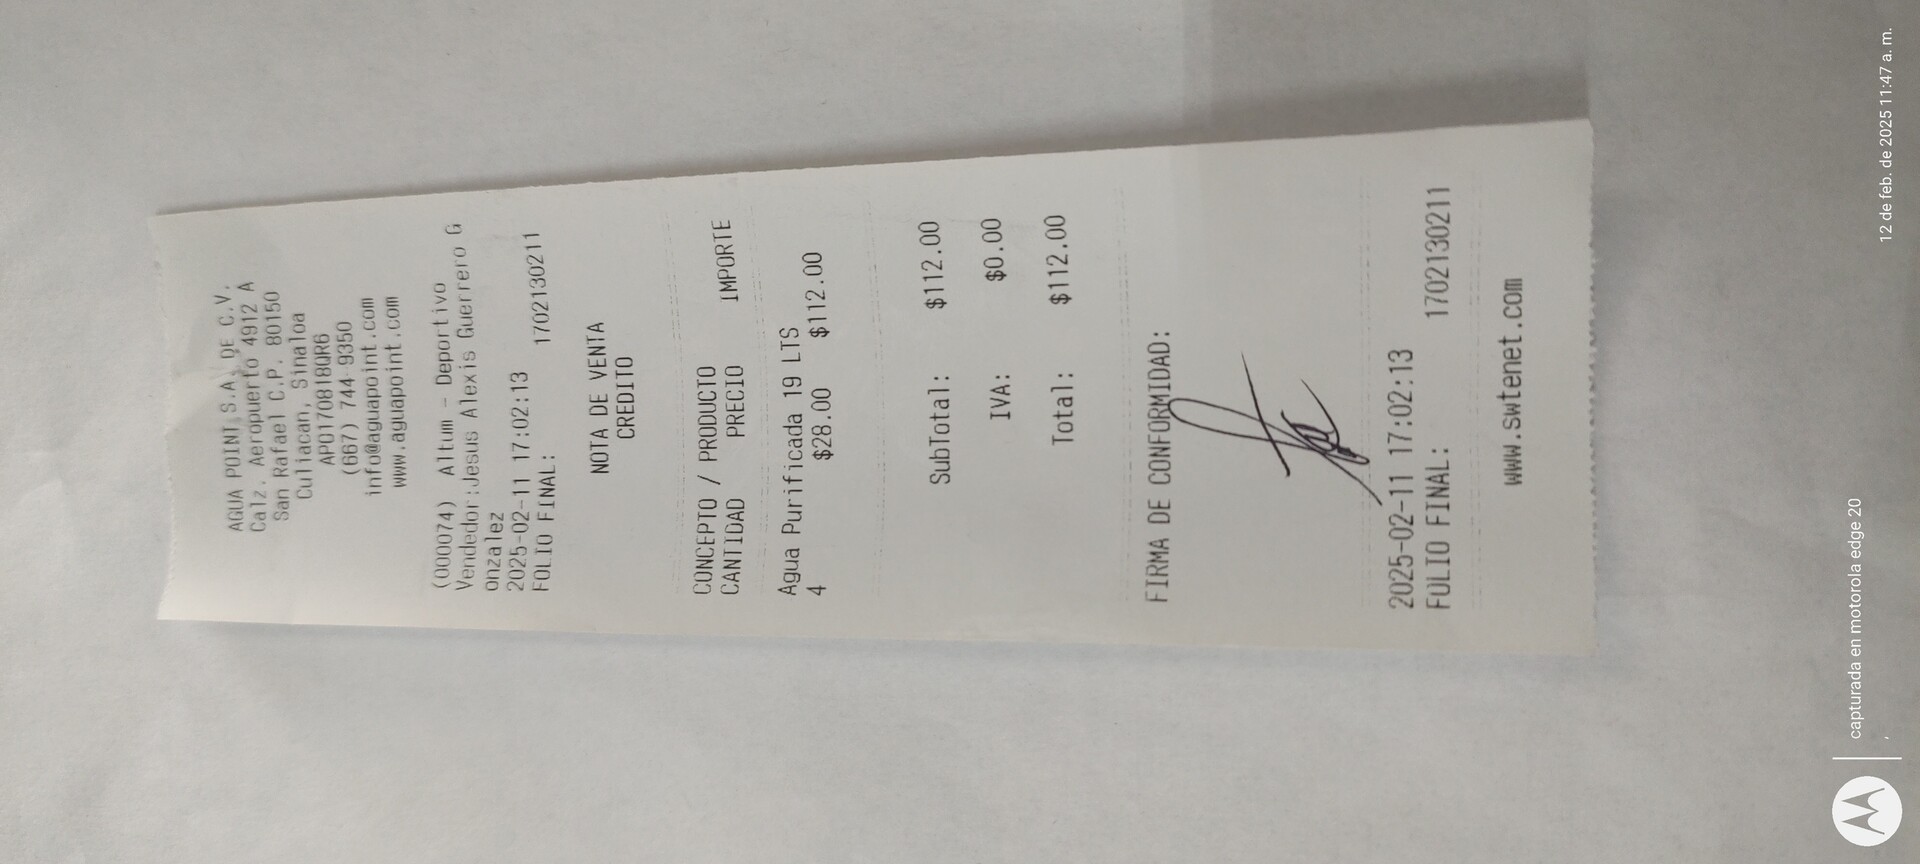 AGUA POINT, S.A. DE C.V.
Calz. Aeropuerto 4912 A
San Rafael C.P. 80150
Culiacan, Sinaloa
APO170818QR6
(667) 744-9350
info@aguapoint.com
www.aguapoint.com
(000074) Altum - Deportivo
Vendedor:Jesus Alexis Guerrero G
onzalez
2025-02-11 17:02:13
FOLIO FINAL: 1702130211
NOTA DE VENTA
CREDITO
CONCEPTO / PRODUCTO
CANTIDAD PRECIO IMPORTE
Agua Purificada 19 LTS
4 $28.00 $112.00
SubTotal: $112.00
IVA: $0.00
Total: $112.00
FIRMA DE CONFORMIDAD:
2025-02-11 17:02:13
FOLIO FINAL: 1702130211
www.swtenet.com
capturada en motorola edge 20
,
12 de feb. de 2025 11:47 a. m.